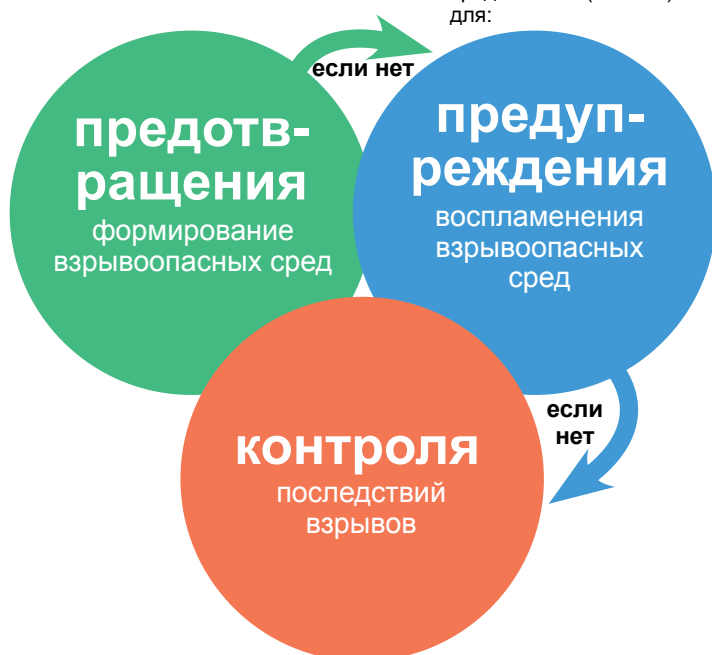 для:
если нет
предотв-
ращения
формирование
взрывоопасных сред
предуп-
реждения
воспламенения
взрывоопасных
сред
если
нет
контроля
последствий
взрывов